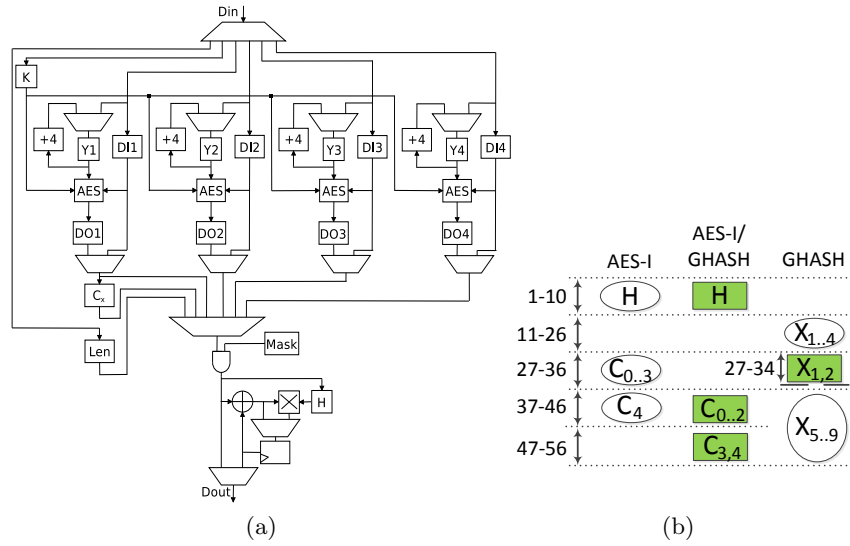 Din
K
+4
Y1
DI1
+4
Y2
DI2
+4
Y3
DI3
+4
Y4
DI4
AES
AES
AES
AES
DO1
DO2
DO3
DO4
Cx
Len
Mask
H
Dout
(a)
AES-I
AES-I/
GHASH
GHASH
1-10
H
H
11-26
X1..4
27-36
C0..3
27-34
X1,2
37-46
C4
C0..2
X5..9
47-56
C3,4
(b)